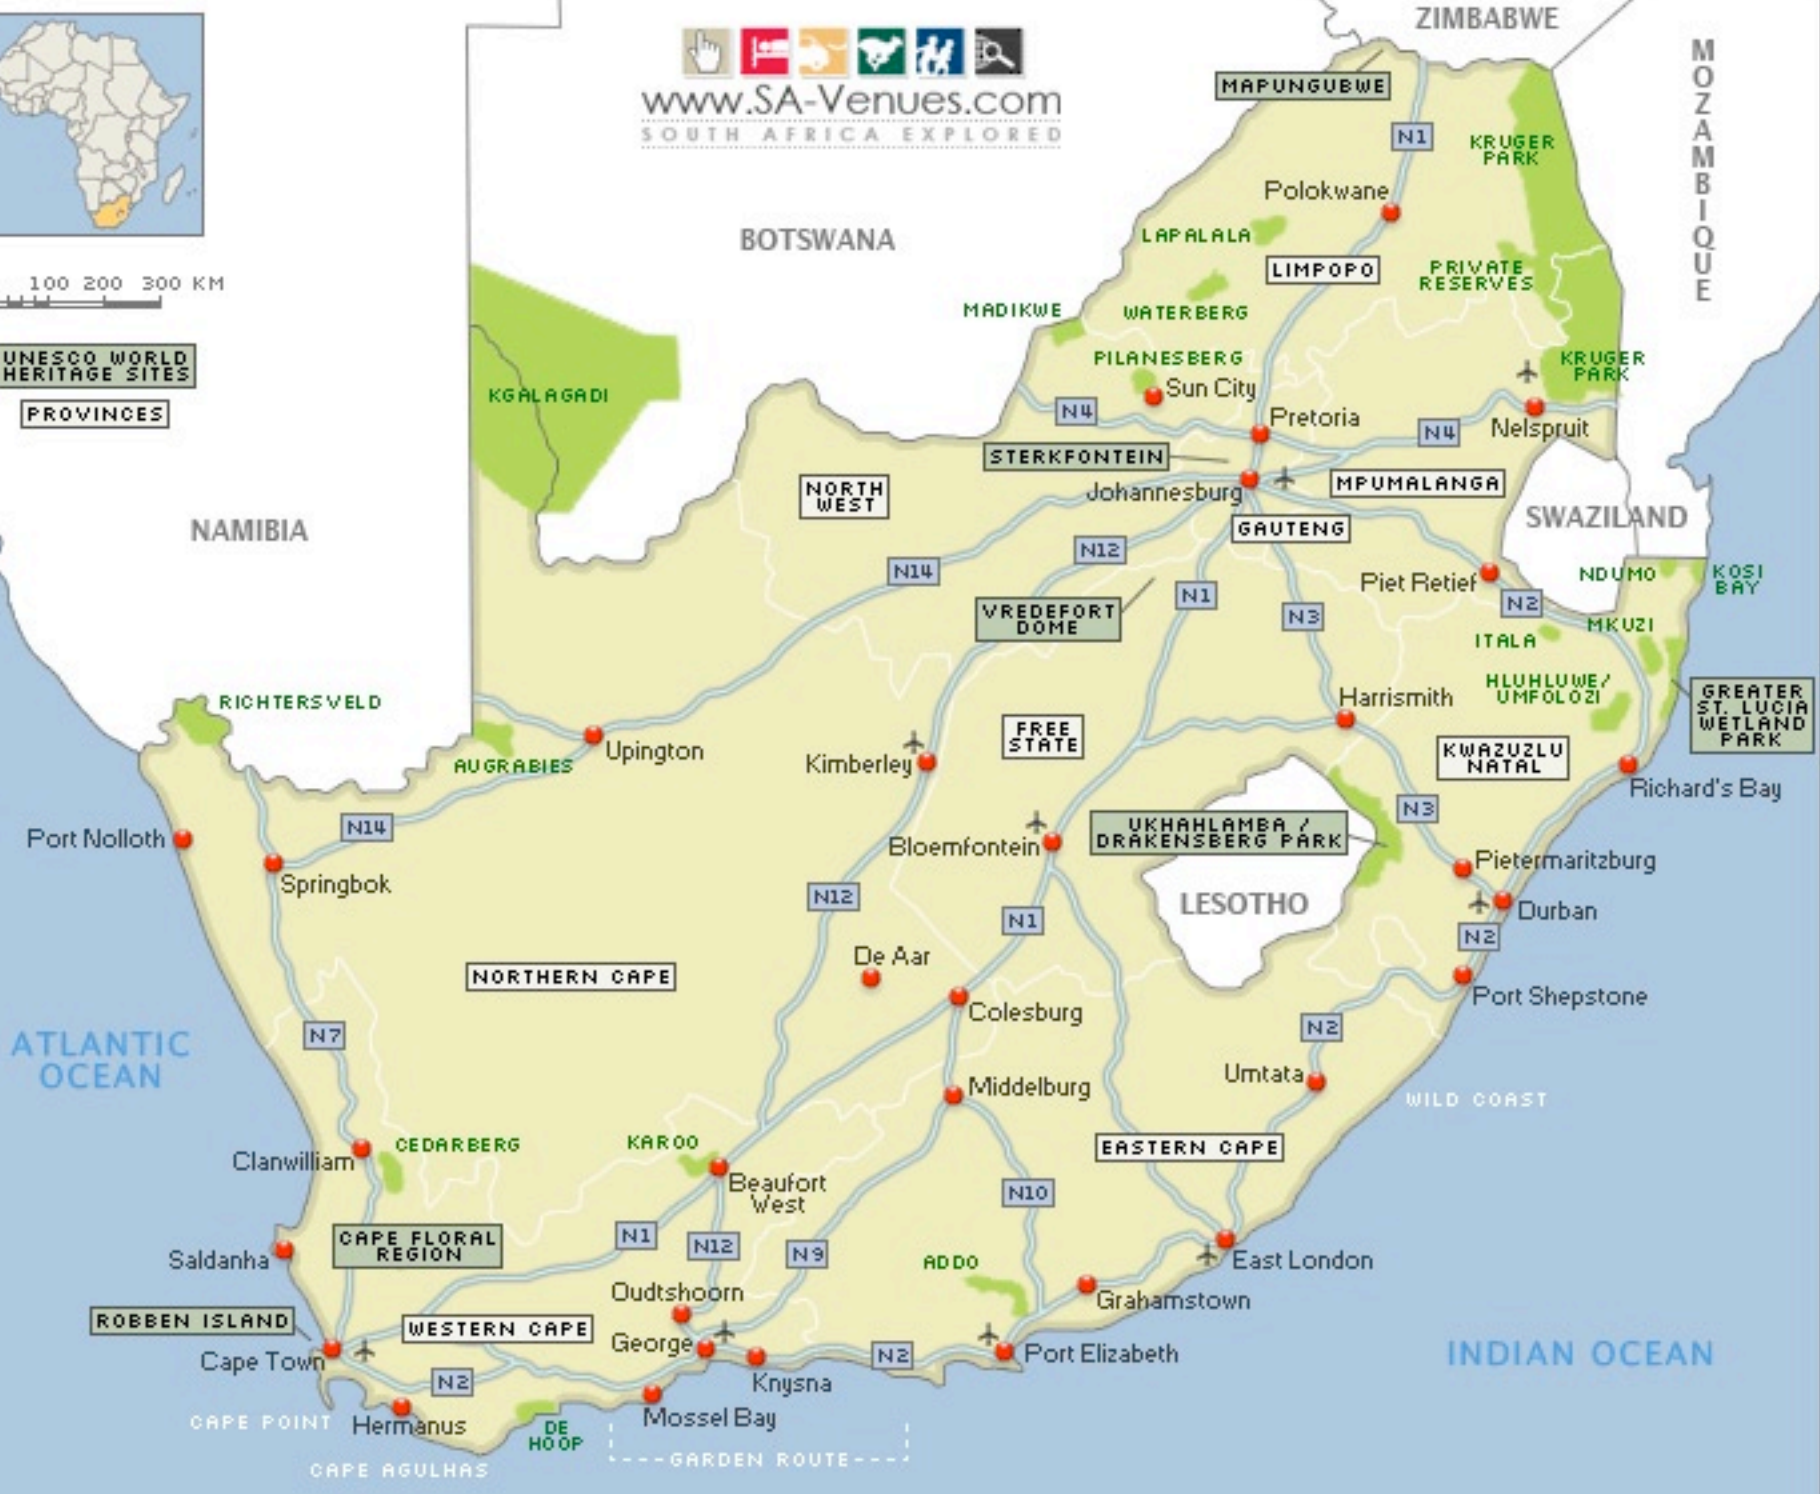 ZIMBABWE
MOZAMBIQUE
www.SA-Venues.com
SOUTH AFRICA EXPLORED
MAPUNGUBWE
N1
KRUGER
PARK
Polokwane
LAPALALA
BOTSWANA
LIMPOPO
PRIVATE
RESERVES
100 200 300 KM
MADIKWE
WATERBERG
UNESCO WORLD
HERITAGE SITES
PILANESBERG
KRUGER
PARK
Sun City
KGALAGADI
PROVINCES
N4
Pretoria
N4
Nelspruit
STERKFONTEIN
NORTH
WEST
Johannesburg
MPUMALANGA
NAMIBIA
GAUTENG
SWAZILAND
N12
N14
Piet Retief
NDUMO
KOSI
BAY
VREDEFORT
DOME
N1
N3
N2
MKUZI
ITALA
HLUHLUWE/
UMFOLOZI
RICHTERSVELD
Harrismith
GREATER
ST. LUCIA
WETLAND
PARK
FREE
STATE
Upington
AUGRABIES
Kimberley
KWAZUZLU
NATAL
Richard's Bay
N14
Port Nolloth
Springbok
Bloemfontein
UKHAHLAMBA /
DRAKENSBERG PARK
N3
Pietermaritzburg
N12
N1
LESOTHO
Durban
N2
De Aar
NORTHERN CAPE
Colesburg
Port Shepstone
N7
N2
ATLANTIC
OCEAN
Middelburg
Umtata
WILD COAST
Clanwilliam
CEDARBERG
KAROO
EASTERN CAPE
Beaufort
West
N10
CAPE FLORAL
REGION
N1
N12
N9
Saldanha
ADDO
East London
Oudtshoorn
Grahamstown
ROBBEN ISLAND
WESTERN CAPE
George
Cape Town
N2
Port Elizabeth
INDIAN OCEAN
N2
Knysna
CAPE POINT
Hermanus
DE
HOOP
Mossel Bay
GARDEN ROUTE
CAPE AGULHAS